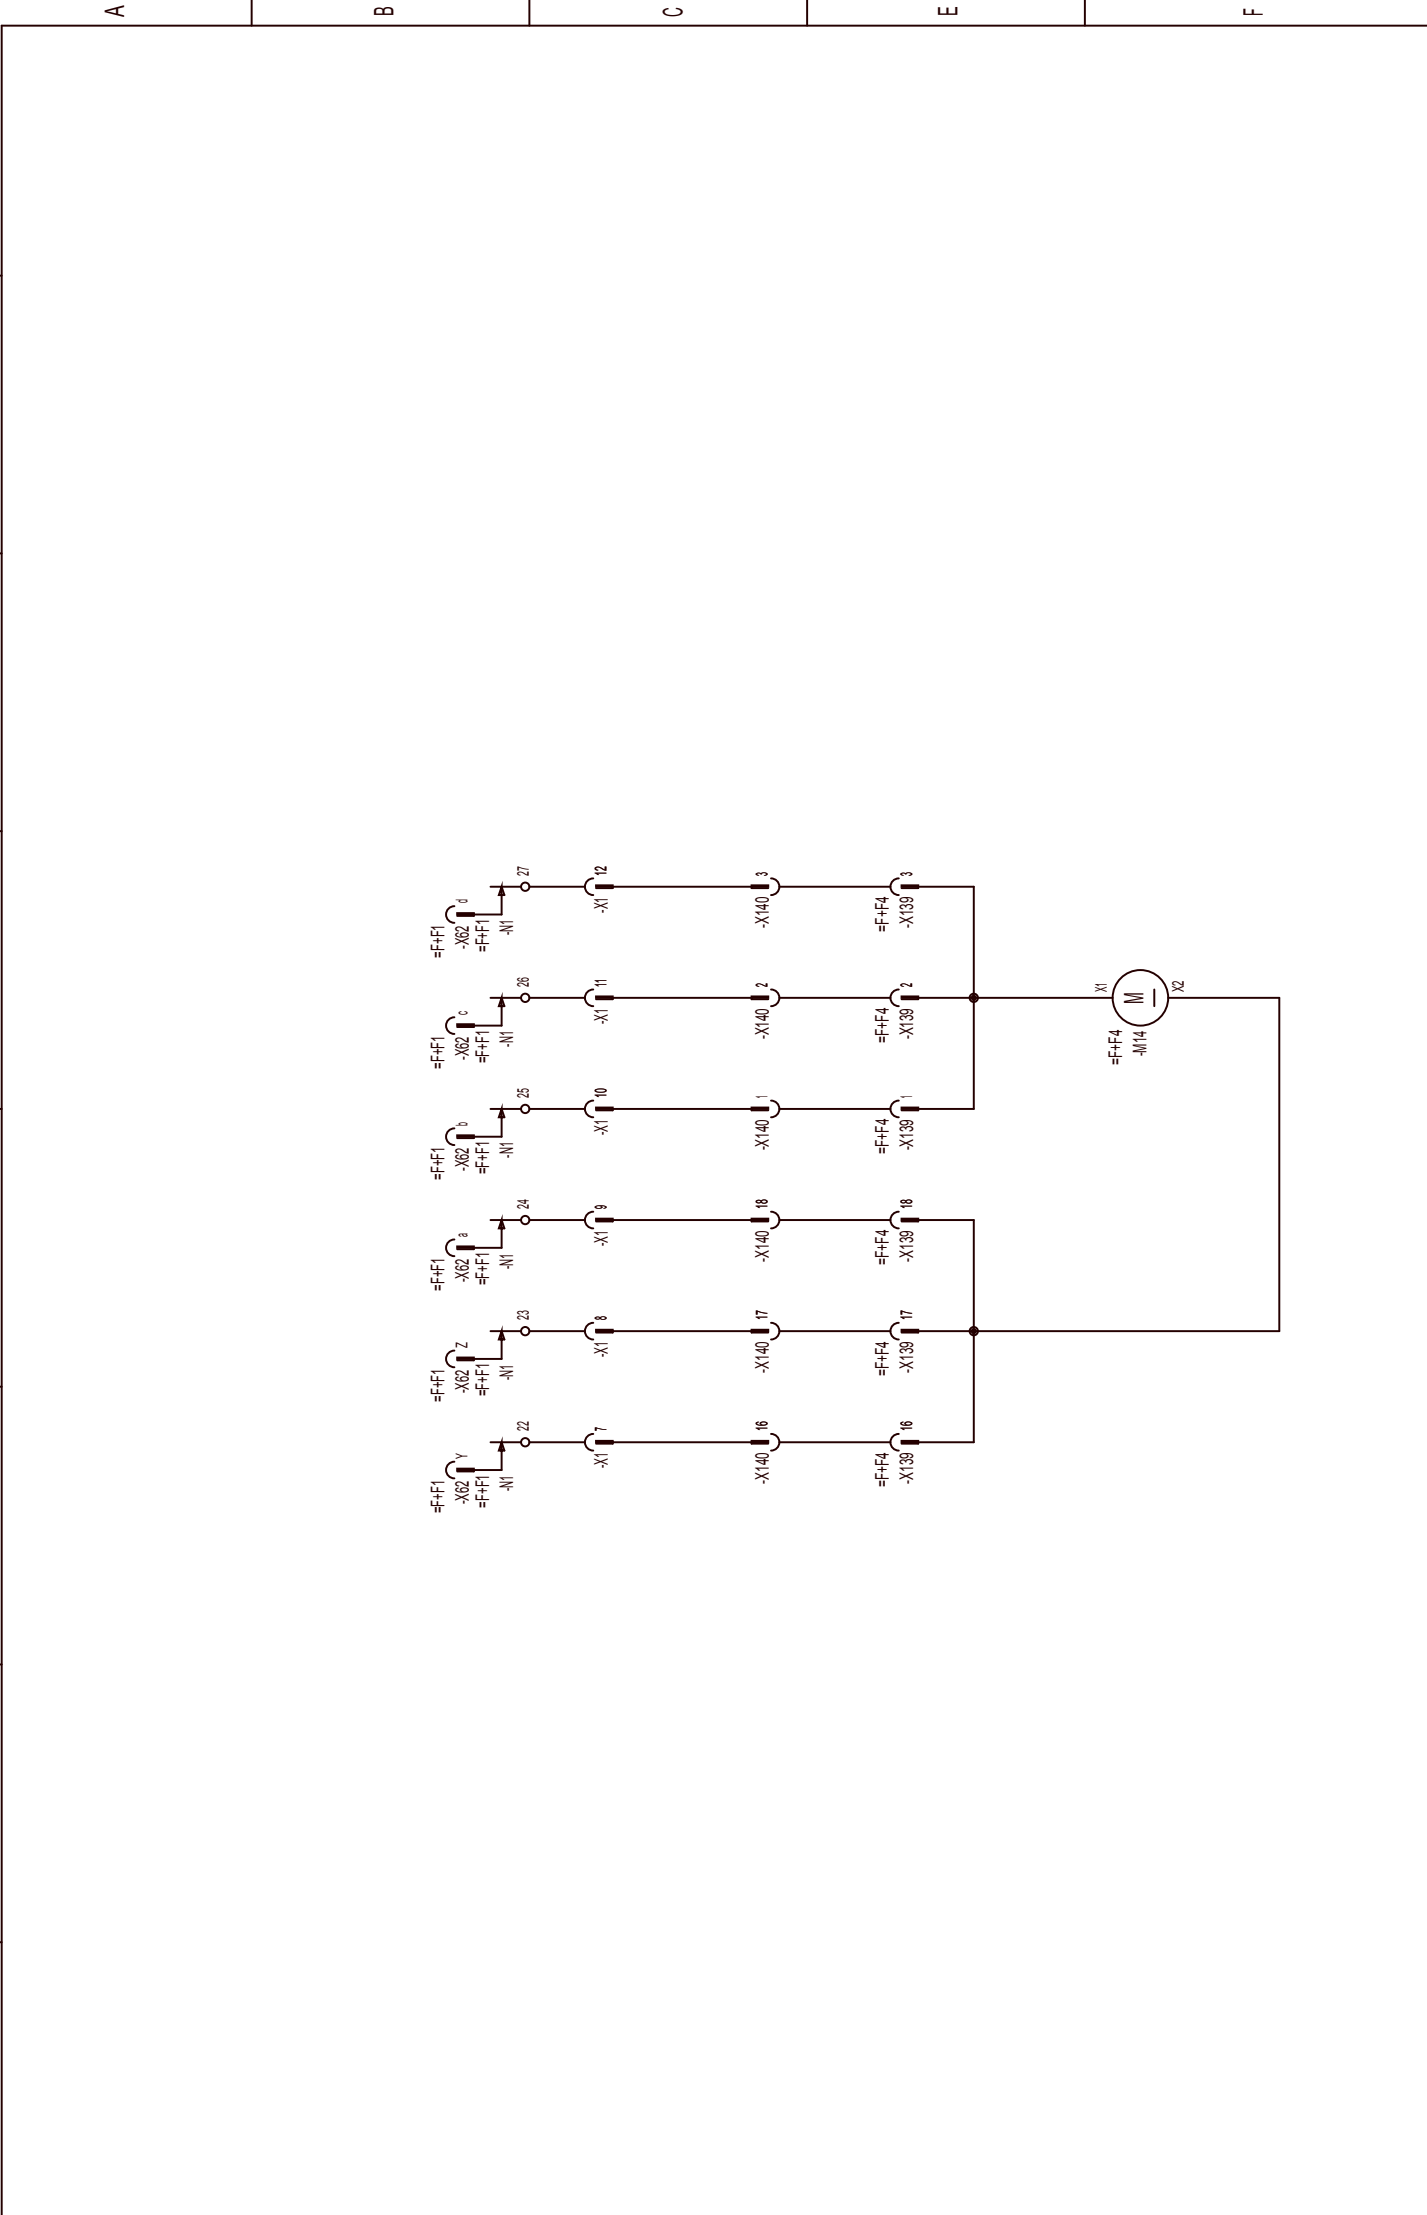 A
B
C
E
F
=F+F1
-X62 d
=F+F1
-N1
27
-X1 12
-X140 3
=F+F4
-X139 3
=F+F1
-X62 c
=F+F1
-N1
26
-X1 11
-X140 2
=F+F4
-X139 2
=F+F1
-X62 b
=F+F1
-N1
25
-X1 10
-X140 1
=F+F4
-X139 1
=F+F1
-X62 a
=F+F1
-N1
24
-X1 9
-X140 18
=F+F4
-X139 18
=F+F1
-X62 Z
=F+F1
-N1
23
-X1 8
-X140 17
=F+F4
-X139 17
=F+F1
-X62 Y
=F+F1
-N1
22
-X1 7
-X140 16
=F+F4
-X139 16
X1
M
X2
=F+F4
-M14